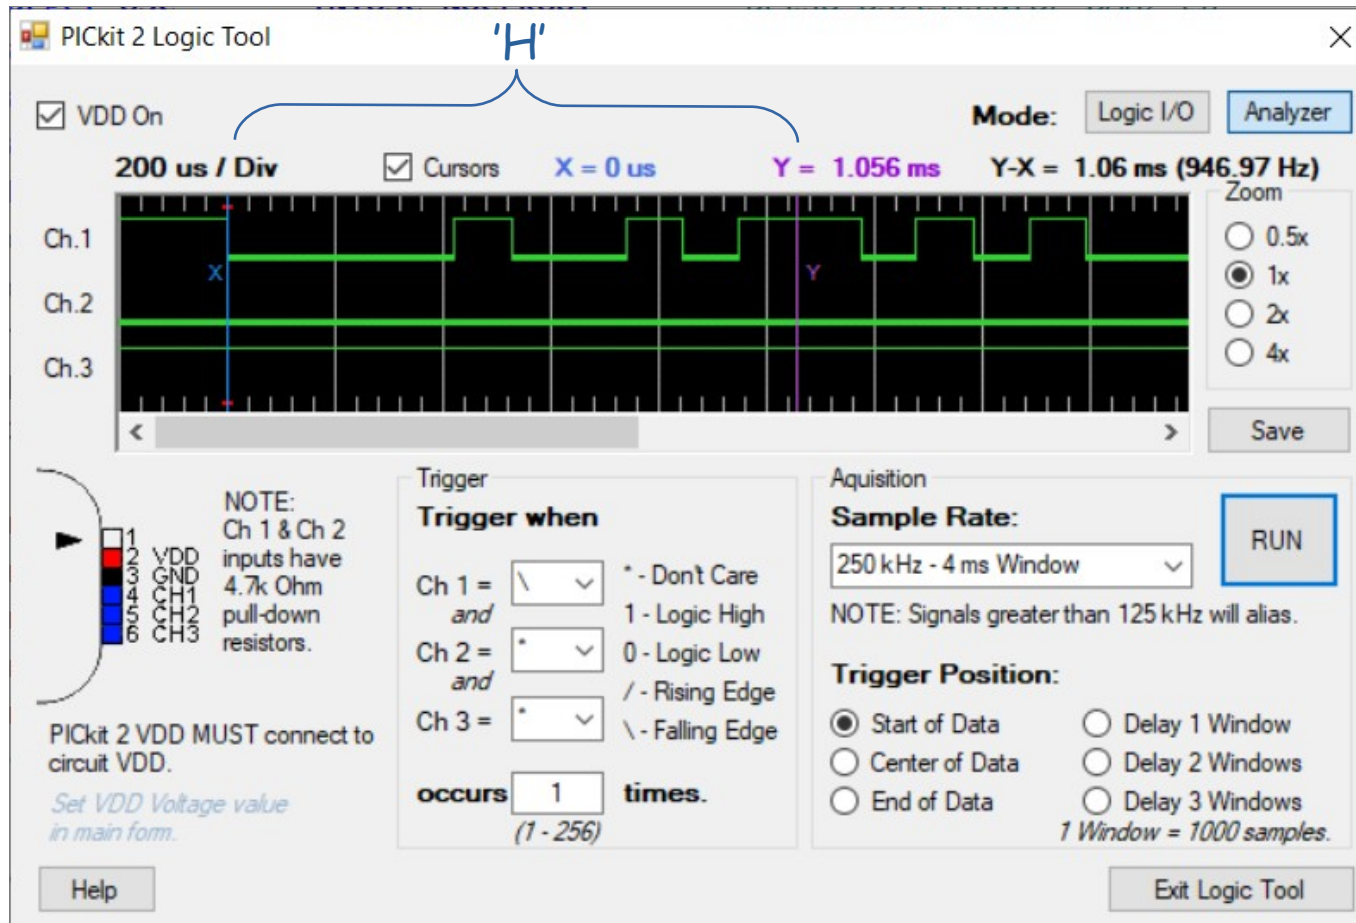 PICkit 2 Logic Tool
'H'
VDD On
Mode:
Logic I/O
Analyzer
200 us / Div
Cursors
X = 0 us
Y = 1.056 ms
Y-X = 1.06 ms (946.97 Hz)
Zoom
0.5x
1x
2x
4x
Ch.1
Ch.2
Ch.3
X
Y
Save
1
2 VDD
3 GND
4 CH1
5 CH2
6 CH3
NOTE:
Ch 1 & Ch 2
inputs have
4.7k Ohm
pull-down
resistors.
PICkit 2 VDD MUST connect to
circuit VDD.
Set VDD Voltage value
in main form.
Trigger
Trigger when
Ch 1 = \
and
Ch 2 = *
and
Ch 3 = *
* - Don't Care
1 - Logic High
0 - Logic Low
/ - Rising Edge
\ - Falling Edge
occurs 1 times.
(1 - 256)
Aquisition
Sample Rate:
250 kHz - 4 ms Window
RUN
NOTE: Signals greater than 125 kHz will alias.
Trigger Position:
Start of Data
Center of Data
End of Data
Delay 1 Window
Delay 2 Windows
Delay 3 Windows
1 Window = 1000 samples.
Help
Exit Logic Tool